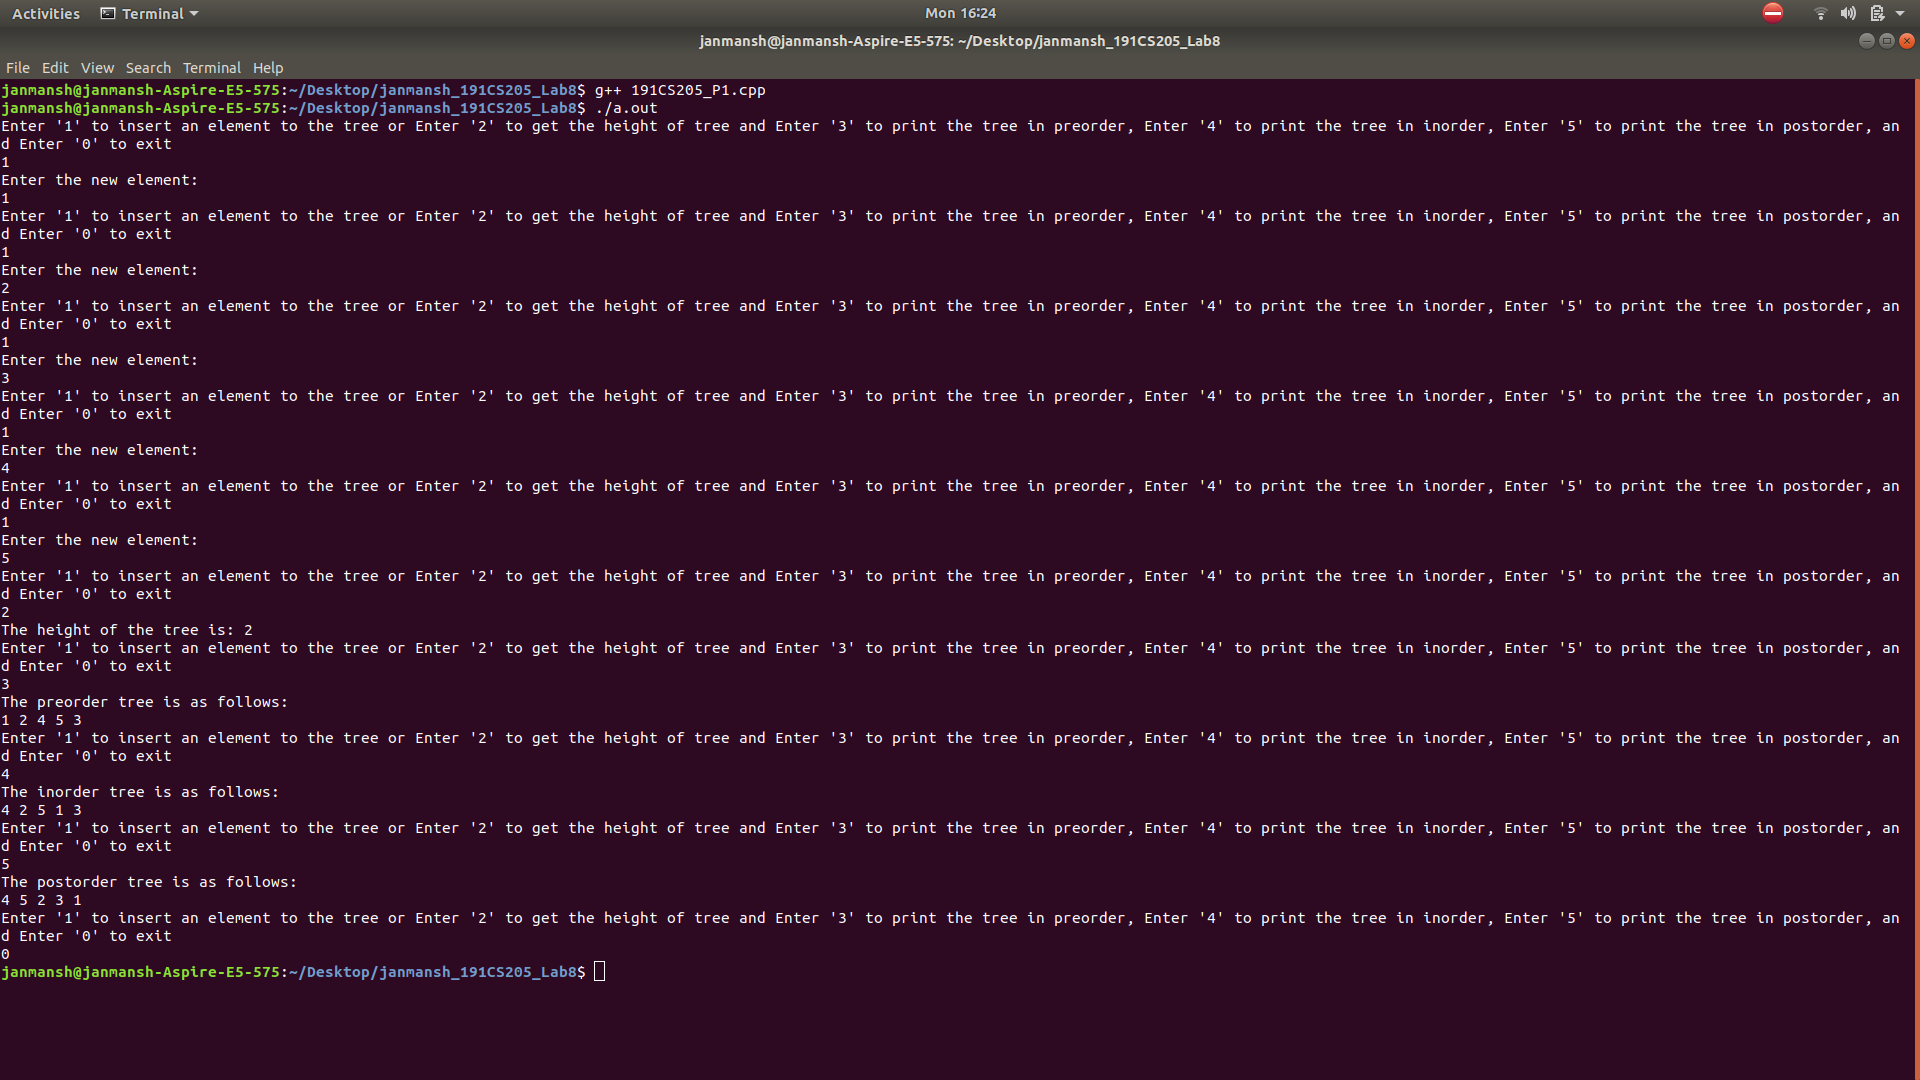 Activities Terminal Mon 16:24
janmansh@janmansh-Aspire-E5-575: ~/Desktop/janmansh_191CS205_Lab8
File Edit View Search Terminal Help
janmansh@janmansh-Aspire-E5-575:~/Desktop/janmansh_191CS205_Lab8$ g++ 191CS205_P1.cpp
janmansh@janmansh-Aspire-E5-575:~/Desktop/janmansh_191CS205_Lab8$ ./a.out
Enter '1' to insert an element to the tree or Enter '2' to get the height of tree and Enter '3' to print the tree in preorder, Enter '4' to print the tree in inorder, Enter '5' to print the tree in postorder, an
d Enter '0' to exit
1
Enter the new element:
1
Enter '1' to insert an element to the tree or Enter '2' to get the height of tree and Enter '3' to print the tree in preorder, Enter '4' to print the tree in inorder, Enter '5' to print the tree in postorder, an
d Enter '0' to exit
1
Enter the new element:
2
Enter '1' to insert an element to the tree or Enter '2' to get the height of tree and Enter '3' to print the tree in preorder, Enter '4' to print the tree in inorder, Enter '5' to print the tree in postorder, an
d Enter '0' to exit
1
Enter the new element:
3
Enter '1' to insert an element to the tree or Enter '2' to get the height of tree and Enter '3' to print the tree in preorder, Enter '4' to print the tree in inorder, Enter '5' to print the tree in postorder, an
d Enter '0' to exit
1
Enter the new element:
4
Enter '1' to insert an element to the tree or Enter '2' to get the height of tree and Enter '3' to print the tree in preorder, Enter '4' to print the tree in inorder, Enter '5' to print the tree in postorder, an
d Enter '0' to exit
1
Enter the new element:
5
Enter '1' to insert an element to the tree or Enter '2' to get the height of tree and Enter '3' to print the tree in preorder, Enter '4' to print the tree in inorder, Enter '5' to print the tree in postorder, an
d Enter '0' to exit
2
The height of the tree is: 2
Enter '1' to insert an element to the tree or Enter '2' to get the height of tree and Enter '3' to print the tree in preorder, Enter '4' to print the tree in inorder, Enter '5' to print the tree in postorder, an
d Enter '0' to exit
3
The preorder tree is as follows:
1 2 4 5 3
Enter '1' to insert an element to the tree or Enter '2' to get the height of tree and Enter '3' to print the tree in preorder, Enter '4' to print the tree in inorder, Enter '5' to print the tree in postorder, an
d Enter '0' to exit
4
The inorder tree is as follows:
4 2 5 1 3
Enter '1' to insert an element to the tree or Enter '2' to get the height of tree and Enter '3' to print the tree in preorder, Enter '4' to print the tree in inorder, Enter '5' to print the tree in postorder, an
d Enter '0' to exit
5
The postorder tree is as follows:
4 5 2 3 1
Enter '1' to insert an element to the tree or Enter '2' to get the height of tree and Enter '3' to print the tree in preorder, Enter '4' to print the tree in inorder, Enter '5' to print the tree in postorder, an
d Enter '0' to exit
0
janmansh@janmansh-Aspire-E5-575:~/Desktop/janmansh_191CS205_Lab8$